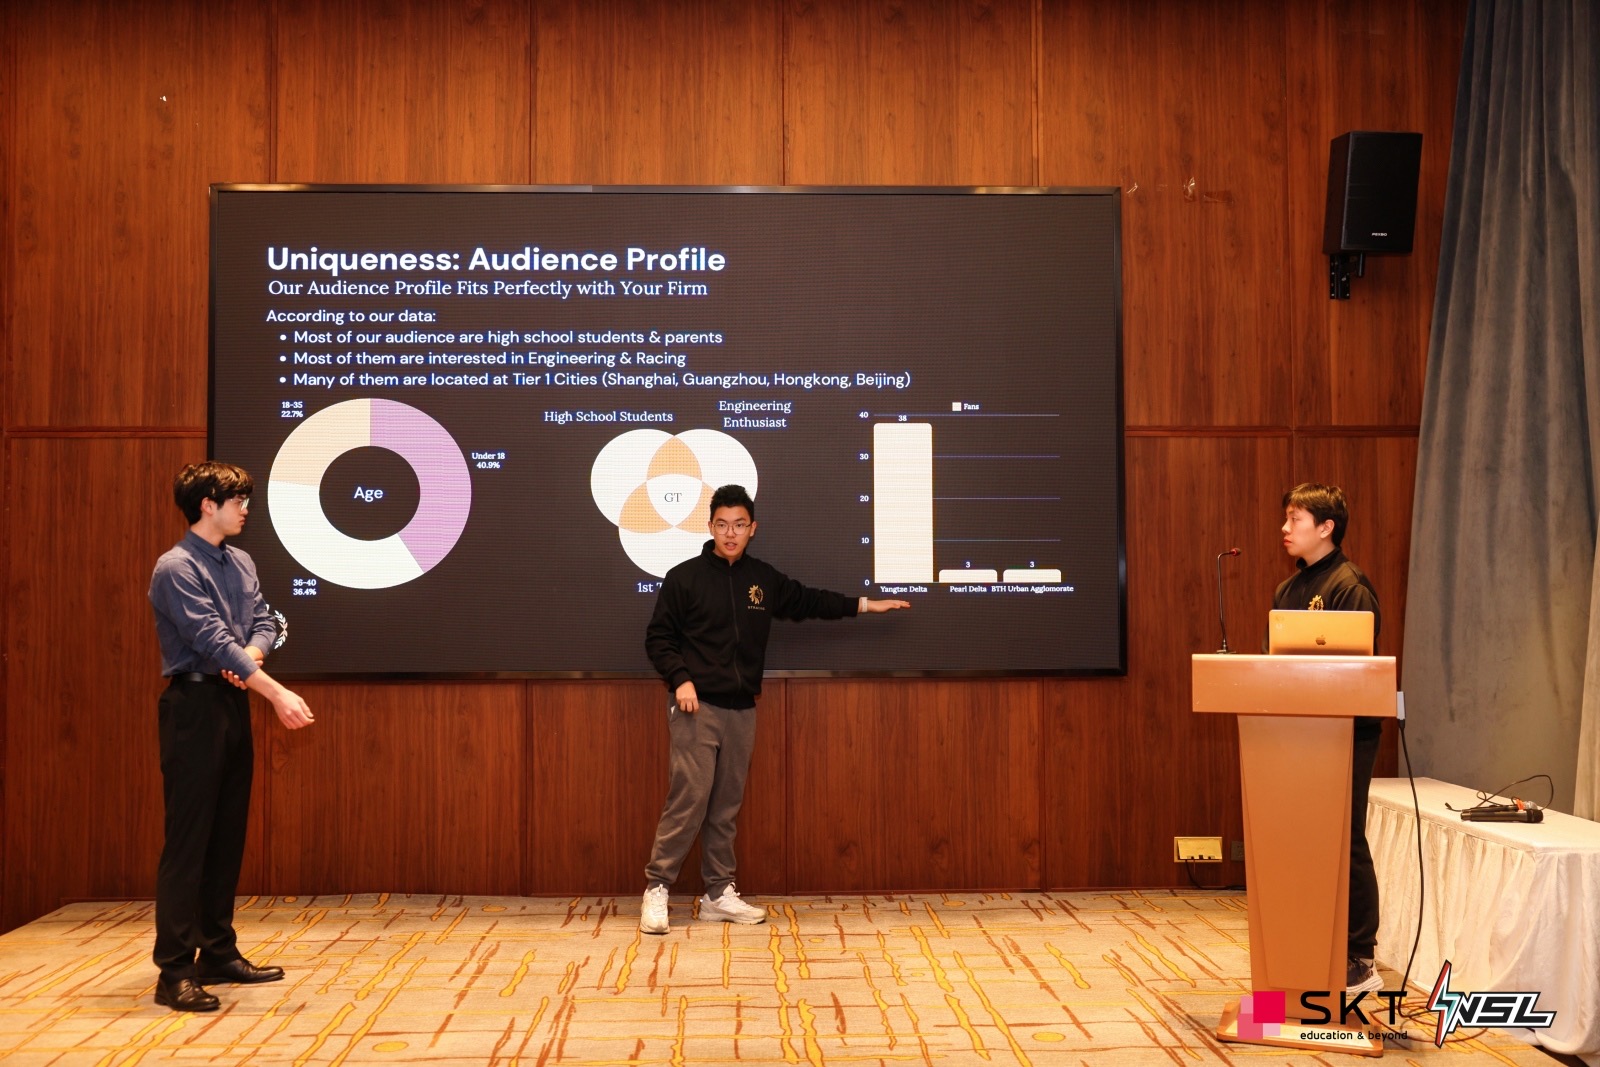 Uniqueness: Audience Profile
Our Audience Profile Fits Perfectly with Your Firm
According to our data:
• Most of our audience are high school students & parents
• Most of them are interested in Engineering & Racing
• Many of them are located at Tier 1 Cities (Shanghai, Guangzhou, Hongkong, Beijing)
18-35
22.7%
Under 18
40.9%
Age
36-40
36.4%
High School Students
Engineering
Enthusiast
GT
1st
Fans
40
30
20
10
0
38
3
3
Yangtze Delta
Pearl Delta
BTH Urban Agglomorate
SKT
education & beyond
NSL